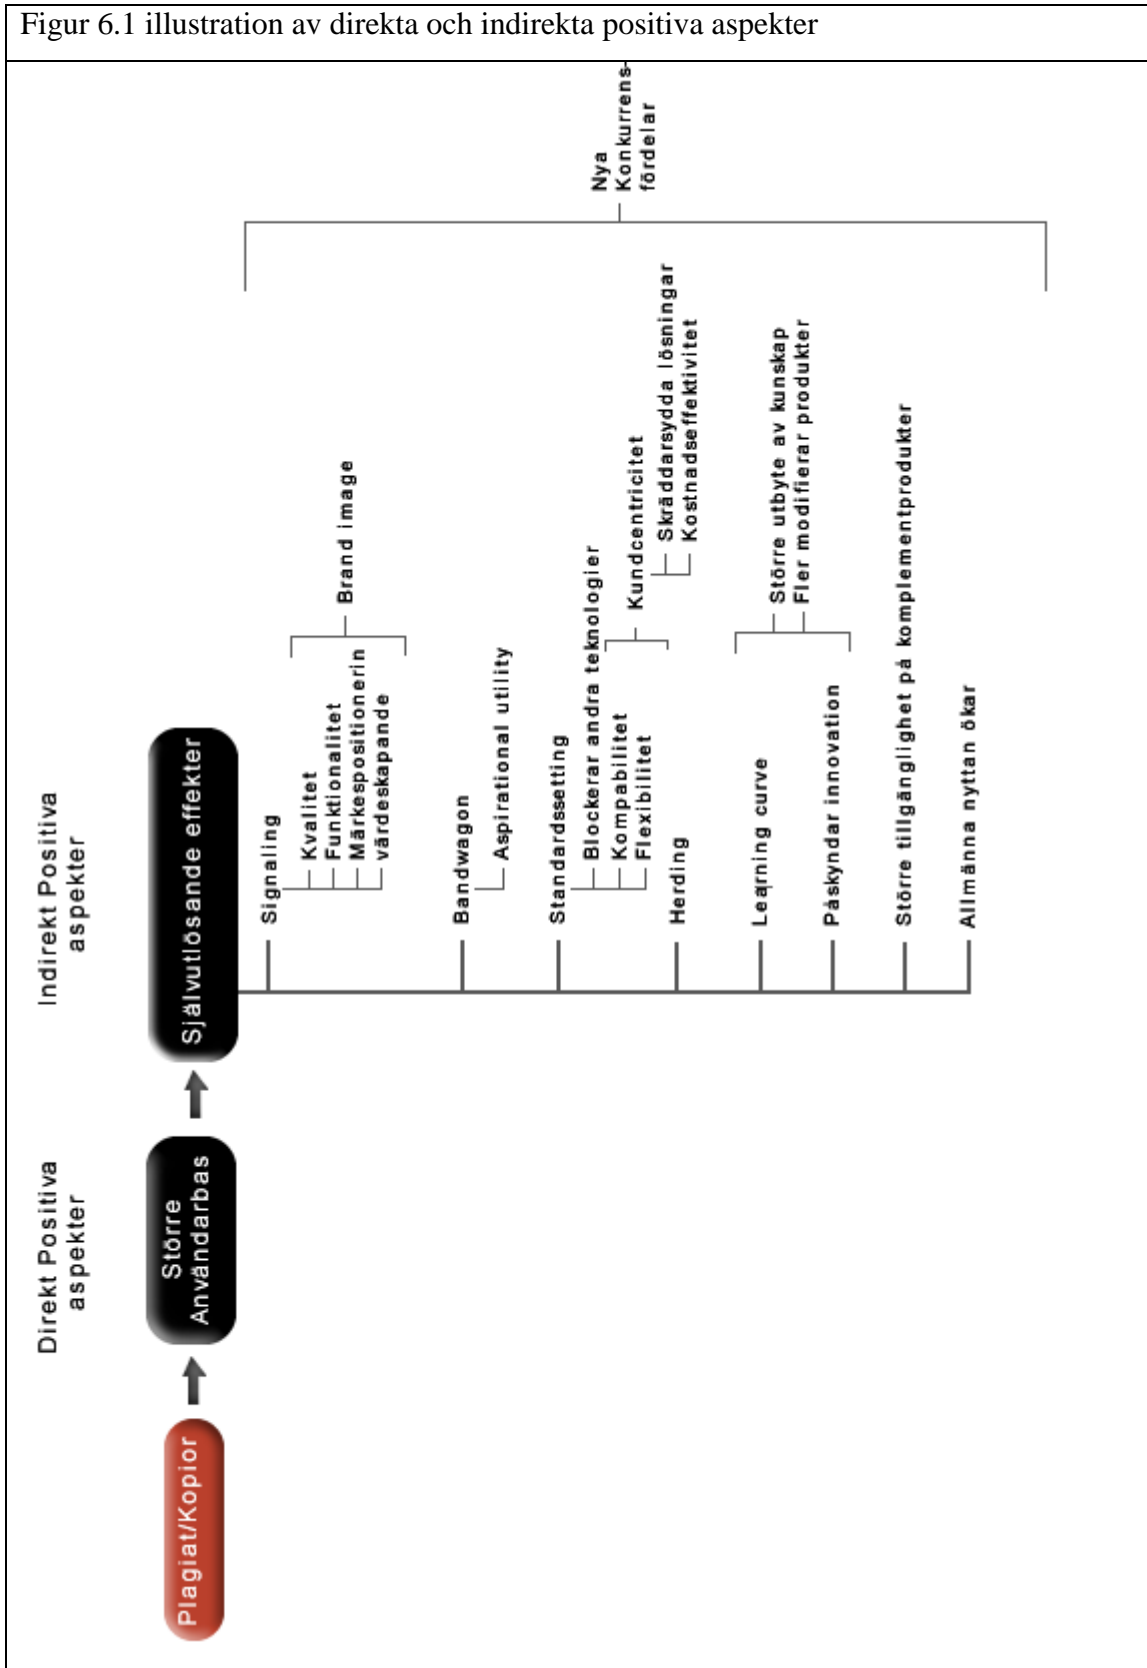 Figur 6.1 illustration av direkta och indirekta positiva aspekter
Direkt Positiva
aspekter
Indirekt Positiva
aspekter
Plagiat/Kopior
Större
Användarbas
Självutlösande effekter
Signaling
Kvalitet
Funktionalitet
Märkespositionerin
värdeskapande
Brand image
Bandwagon
Aspirational utility
Standardssetting
Blockerar andra teknologier
Kompabilitet
Flexibilitet
Kundcentricitet
Skräddarsydda lösningar
Kostnadseffektivitet
Herding
Learning curve
Påskyndar innovation
Större utbyte av kunskap
Fler modifierar produkter
Större tillgänglighet på komplementprodukter
Allmänna nyttan ökar
Nya
Konkurrens-
fördelar